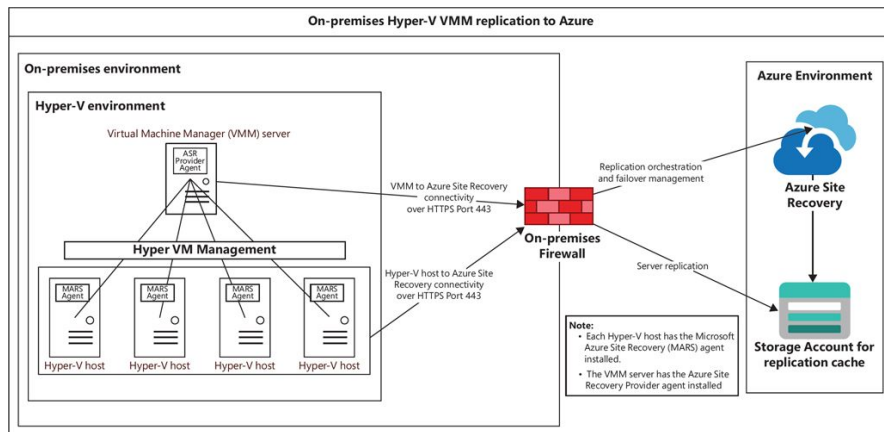 On-premises Hyper-V VMM replication to Azure
On-premises environment
Hyper-V environment
Virtual Machine Manager (VMM) server
ASR
Provider
Agent
VMM to Azure Site Recovery
connectivity
over HTTPS Port 443
Hyper VM Management
MARS
Agent
MARS
Agent
MARS
Agent
MARS
Agent
Hyper-V host
Hyper-V host
Hyper-V host
Hyper-V host
Hyper-V host to Azure Site
Recovery connectivity
over HTTPS Port 443
On-premises
Firewall
Replication orchestration
and failover management
Server replication
Note:
• Each Hyper-V host has the Microsoft
Azure Site Recovery (MARS) agent
installed.
• The VMM server has the Azure Site
Recovery Provider agent installed
Azure Environment
Azure Site
Recovery
Storage Account for
replication cache